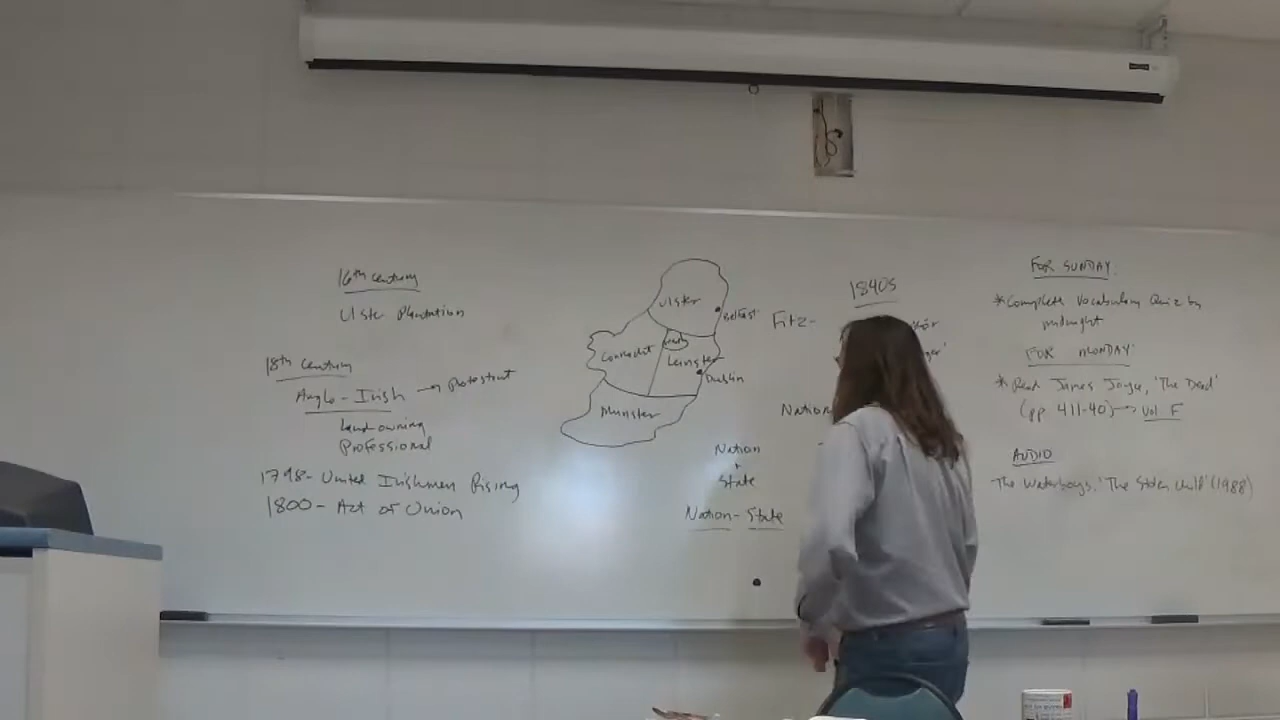 16th century
Ulster Plantation
18th century
Anglo-Irish → Protestant
Landowning
Professional
1798- United Irishmen Rising
1800- Act of Union
Ulster
Belfast
Connacht
Leinster
Dublin
Munster
Fitz-
1840s
Nation
Nation
+
State
Nation-State
FOR SUNDAY
*Complete Vocabulary Quiz by
midnight
FOR MONDAY
*Read James Joyce, 'The Dead'
(pp 411-40) → Vol F
AUDIO
The Waterboys, 'The Stolen Child' (1988)